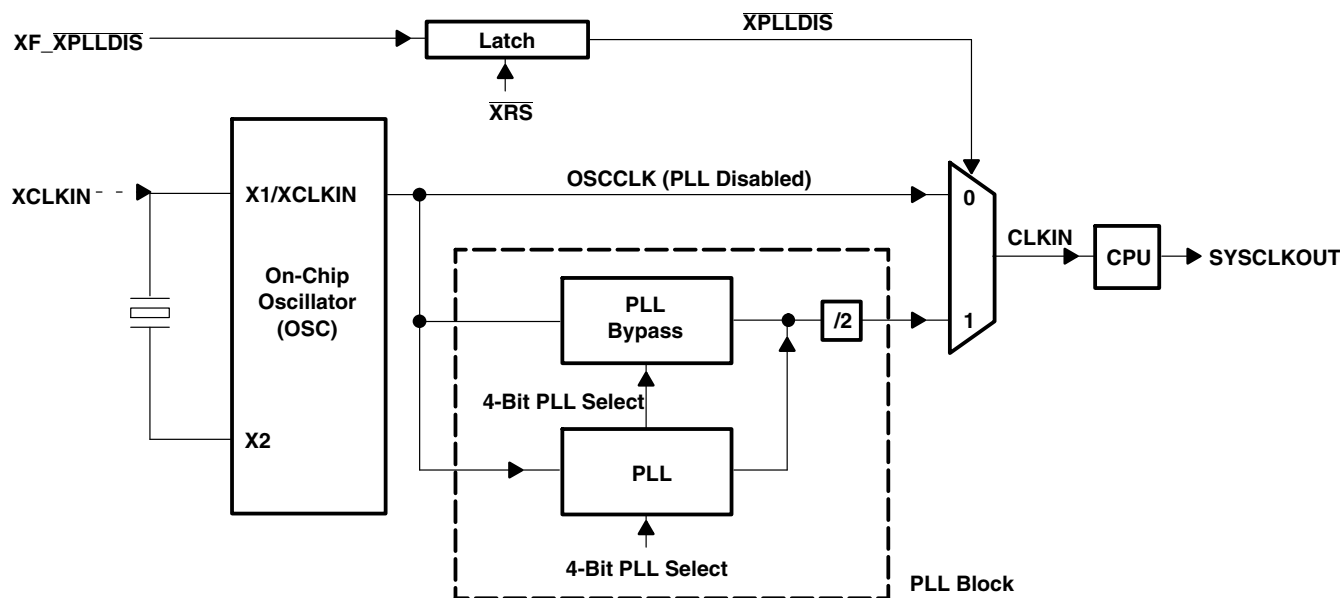 XPLLDIS
XF_XPLLDIS
Latch
XRS
XCLKIN
X1/XCLKIN
OSCCLK (PLL Disabled)
0
CLKIN
CPU
SYSCLKOUT
On-Chip
Oscillator
(OSC)
PLL
Bypass
/2
1
4-Bit PLL Select
X2
PLL
4-Bit PLL Select
PLL Block